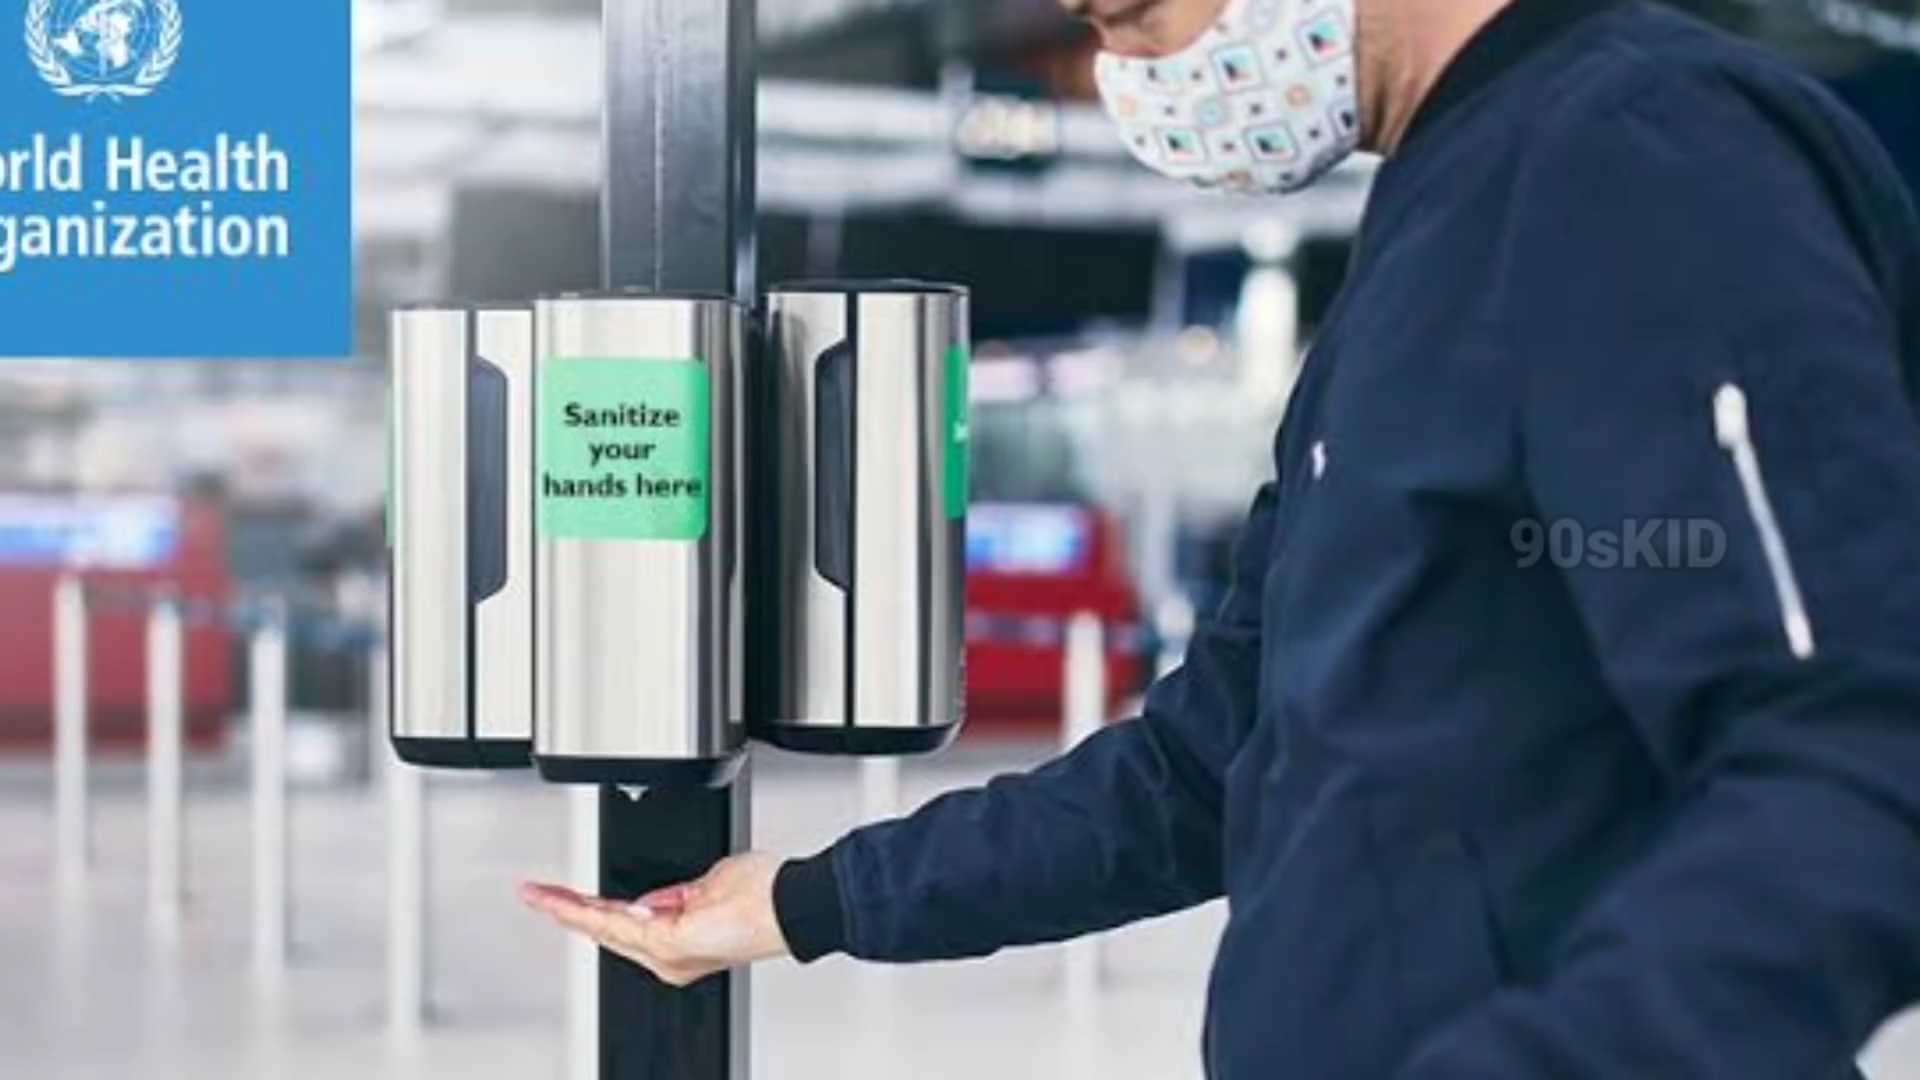 orld Health
ganization
Sanitize
your
hands here
90sKID